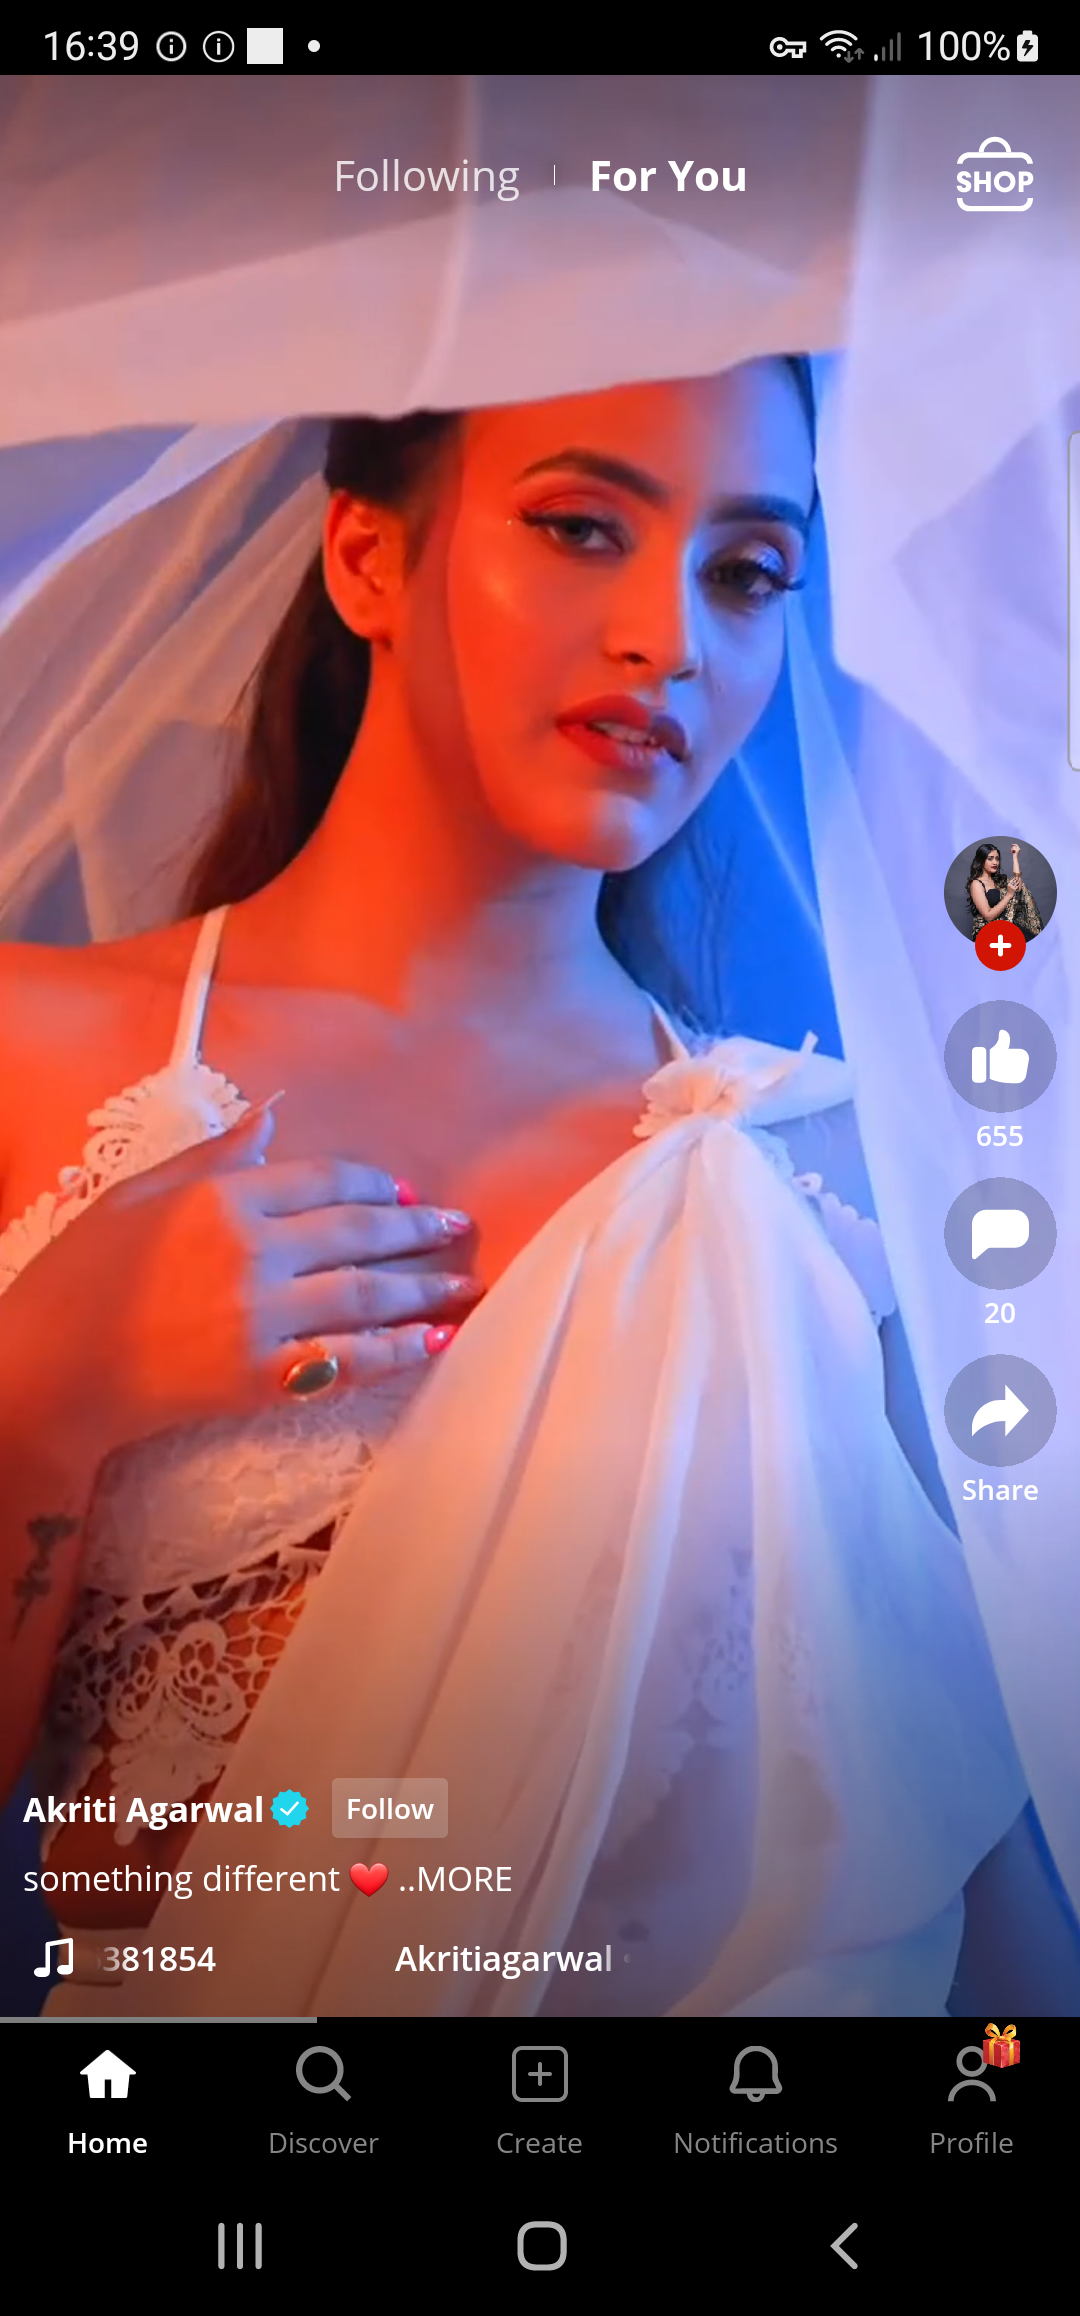 16:39
100%
Following
For You
SHOP
655
20
Share
Akriti Agarwal
Follow
something different ❤️ ..MORE
381854
Akritiagarwal
Home
Discover
Create
Notifications
Profile